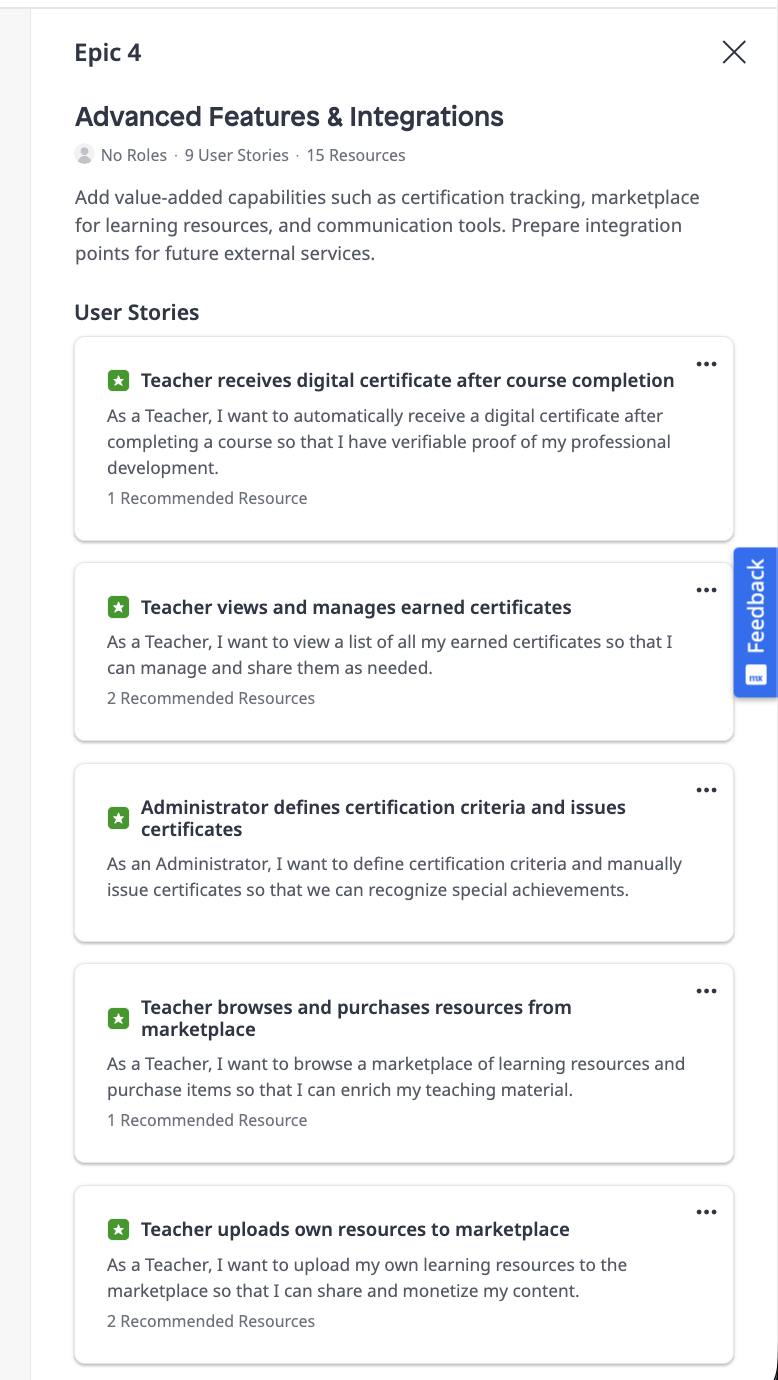 Epic 4
Advanced Features & Integrations
No Roles · 9 User Stories · 15 Resources
Add value-added capabilities such as certification tracking, marketplace
for learning resources, and communication tools. Prepare integration
points for future external services.
User Stories
Teacher receives digital certificate after course completion
As a Teacher, I want to automatically receive a digital certificate after
completing a course so that I have verifiable proof of my professional
development.
1 Recommended Resource
Teacher views and manages earned certificates
As a Teacher, I want to view a list of all my earned certificates so that I
can manage and share them as needed.
2 Recommended Resources
Feedback
mx
Administrator defines certification criteria and issues
certificates
As an Administrator, I want to define certification criteria and manually
issue certificates so that we can recognize special achievements.
Teacher browses and purchases resources from
marketplace
As a Teacher, I want to browse a marketplace of learning resources and
purchase items so that I can enrich my teaching material.
1 Recommended Resource
Teacher uploads own resources to marketplace
As a Teacher, I want to upload my own learning resources to the
marketplace so that I can share and monetize my content.
2 Recommended Resources